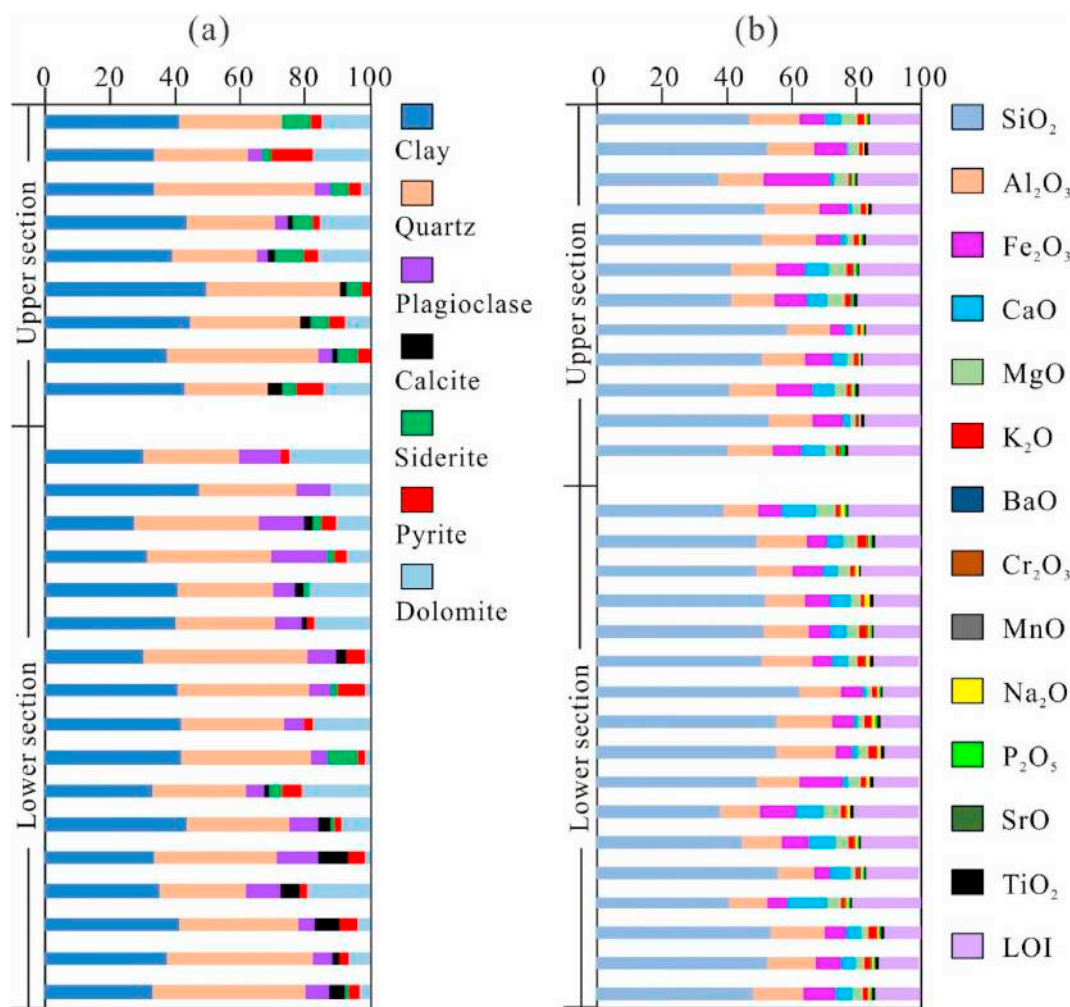 (a)
(b)
0 20 40 60 80 100
0 20 40 60 80 100
Upper section
Lower section
Clay
Quartz
Plagioclase
Calcite
Siderite
Pyrite
Dolomite
Upper section
Lower section
SiO₂
Al₂O₃
Fe₂O₃
CaO
MgO
K₂O
BaO
Cr₂O₃
MnO
Na₂O
P₂O₅
SrO
TiO₂
LOI